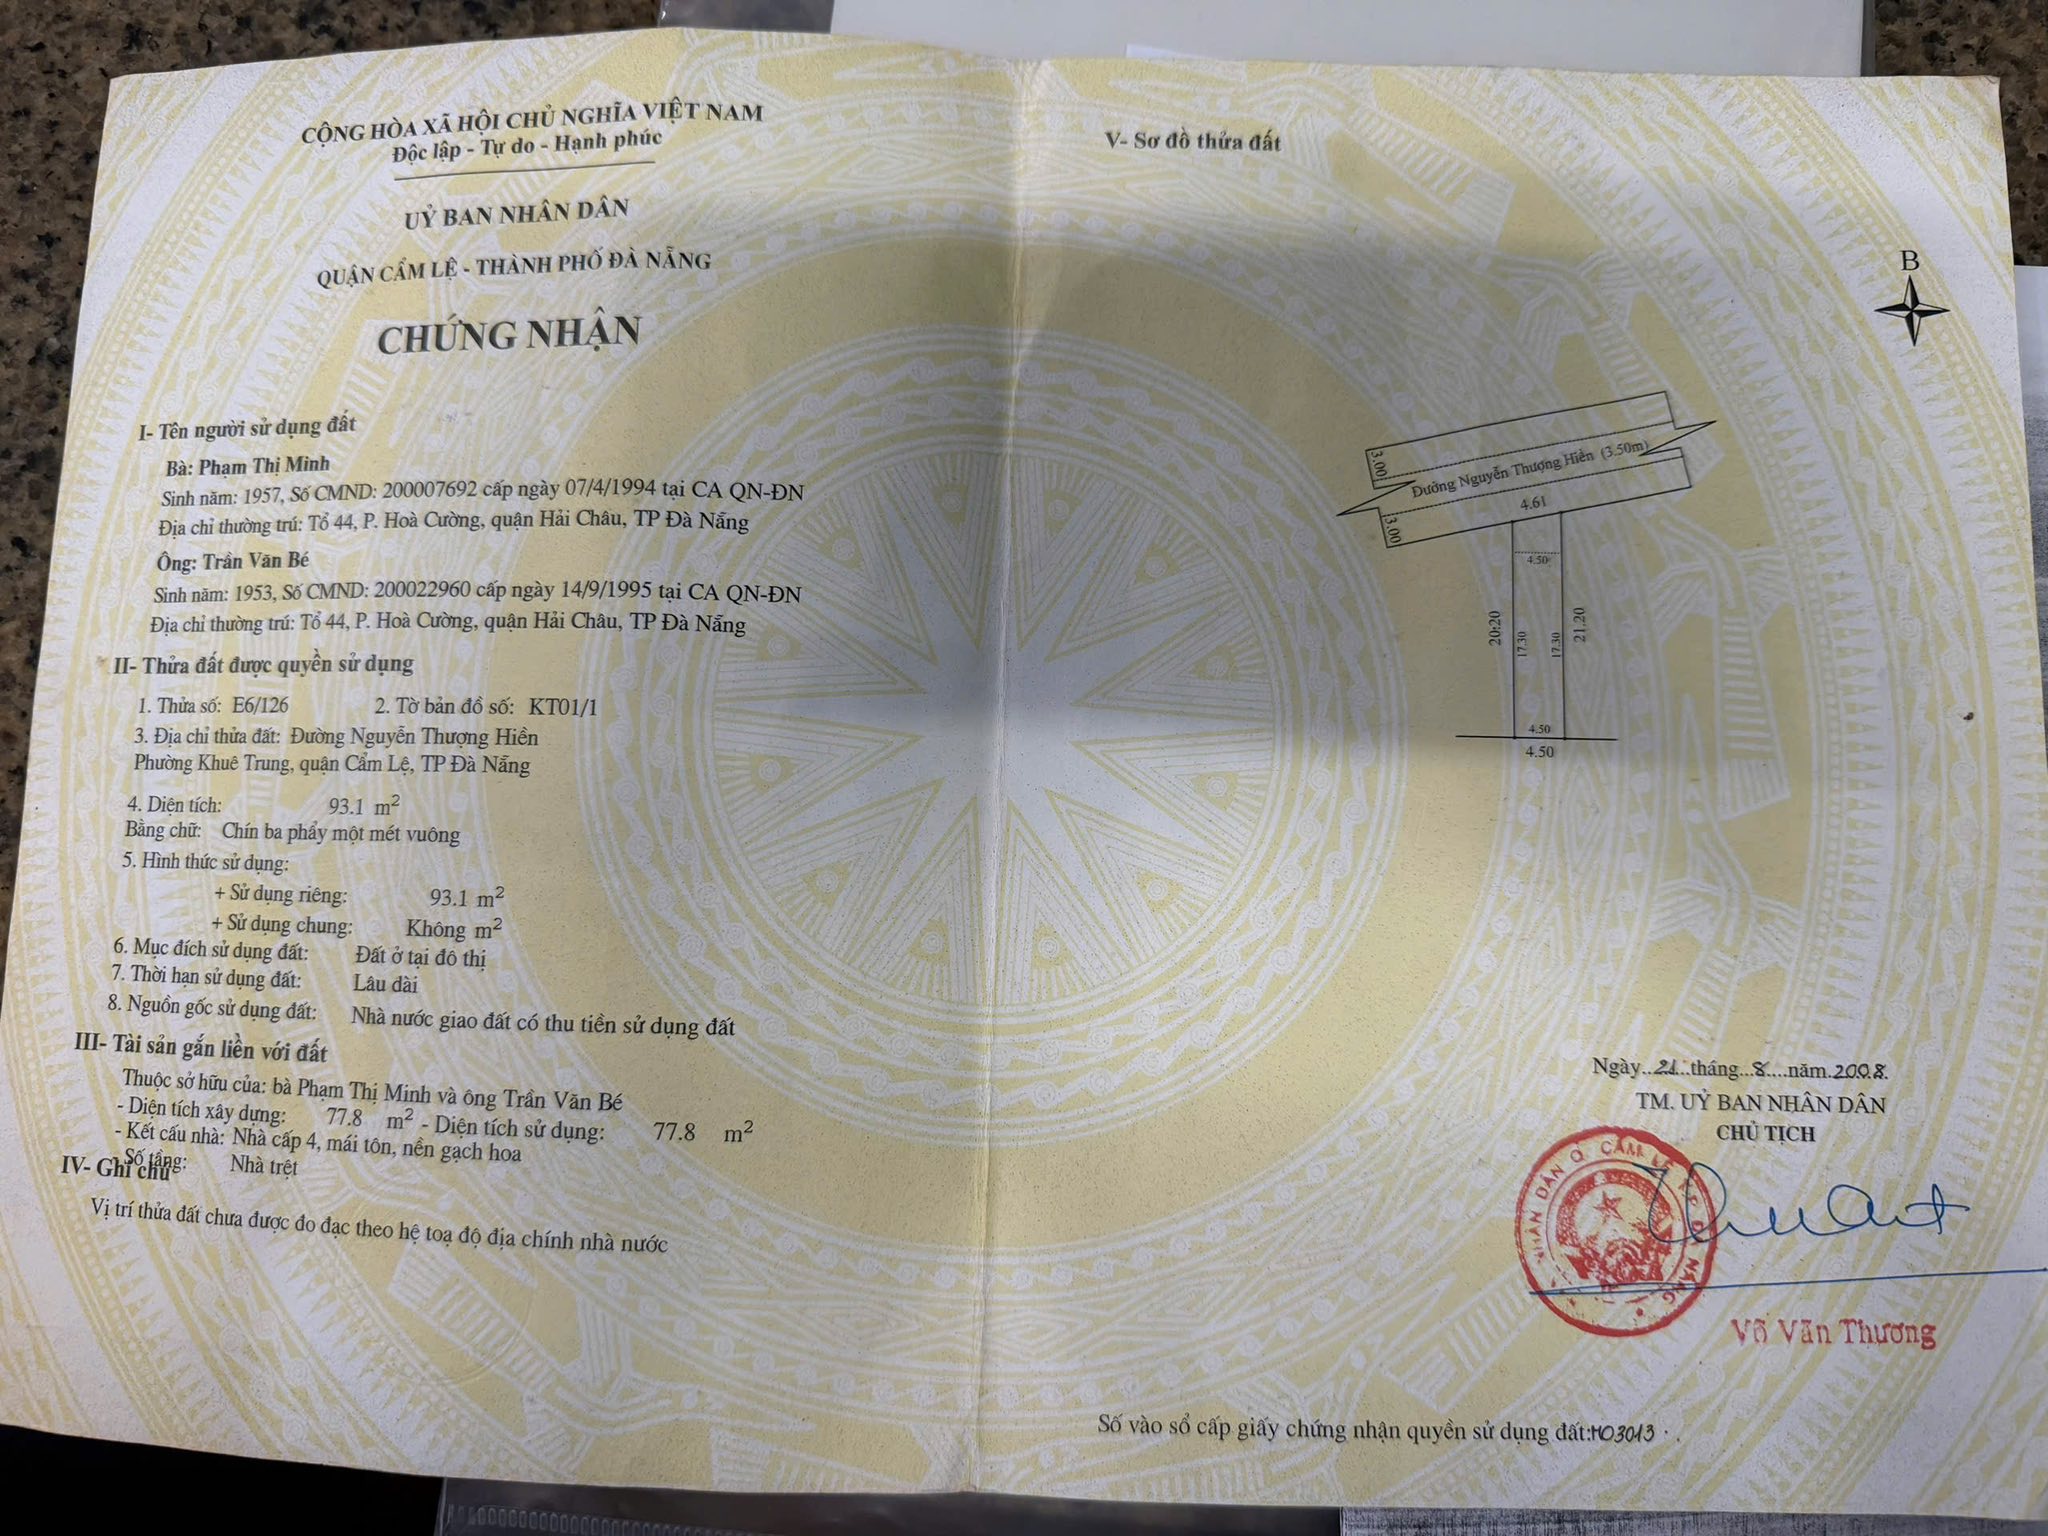 CỘNG HÒA XÃ HỘI CHỦ NGHĨA VIỆT NAM
Độc lập - Tự do - Hạnh phúc
UỶ BAN NHÂN DÂN
QUẬN CẨM LỆ - THÀNH PHỐ ĐÀ NẴNG
CHỨNG NHẬN
I- Tên người sử dụng đất
Bà: Phạm Thị Minh
Sinh năm: 1957, Số CMND: 200007692 cấp ngày 07/4/1994 tại CA QN-ĐN
Địa chỉ thường trú: Tổ 44, P. Hoà Cường, quận Hải Châu, TP Đà Nẵng
Ông: Trần Văn Bé
Sinh năm: 1953, Số CMND: 200022960 cấp ngày 14/9/1995 tại CA QN-ĐN
Địa chỉ thường trú: Tổ 44, P. Hoà Cường, quận Hải Châu, TP Đà Nẵng
II- Thửa đất được quyền sử dụng
1. Thửa số: E6/126 2. Tờ bản đồ số: KT01/1
3. Địa chỉ thửa đất: Đường Nguyễn Thượng Hiền
Phường Khuê Trung, quận Cẩm Lệ, TP Đà Nẵng
4. Diện tích: 93.1 m²
Bằng chữ: Chín ba phẩy một mét vuông
5. Hình thức sử dụng:
+ Sử dụng riêng: 93.1 m²
+ Sử dụng chung: Không m²
6. Mục đích sử dụng đất: Đất ở tại đô thị
7. Thời hạn sử dụng đất: Lâu dài
8. Nguồn gốc sử dụng đất: Nhà nước giao đất có thu tiền sử dụng đất
III- Tài sản gắn liền với đất
Thuộc sở hữu của: bà Phạm Thị Minh và ông Trần Văn Bé
- Diện tích xây dựng: 77.8 m² - Diện tích sử dụng: 77.8 m²
- Kết cấu nhà: Nhà cấp 4, mái tôn, nền gạch hoa
- Số tầng: Nhà trệt
IV- Ghi chú
Vị trí thửa đất chưa được đo đạc theo hệ toạ độ địa chính nhà nước
V- Sơ đồ thửa đất
B
3.00
Đường Nguyễn Thượng Hiền (3.50m)
3.00
4.61
4.50
20.20
17.30
17.30
21.20
4.50
4.50
Ngày..21...tháng...8....năm.2008.
TM. UỶ BAN NHÂN DÂN
CHỦ TỊCH
NHÂN DÂN Q. CẨM LỆ T.P ĐÀ NẴNG
Võ Văn Thương
Số vào sổ cấp giấy chứng nhận quyền sử dụng đất:H03013